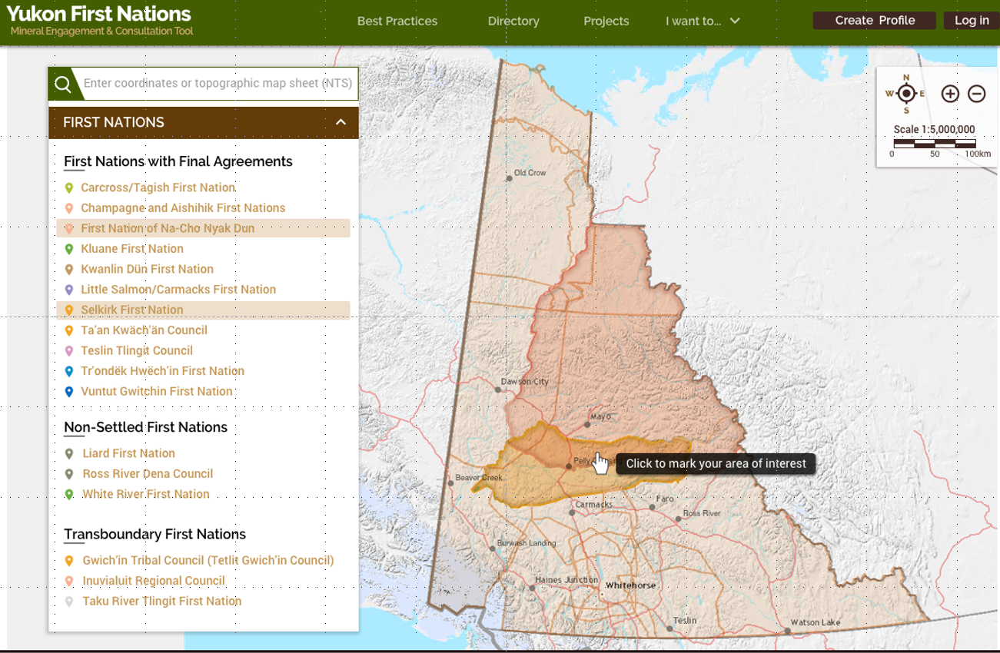 Yukon First Nations
Mineral Engagement & Consultation Tool
Best Practices
Directory
Projects
I want to...
Create Profile
Log in
Enter coordinates or topographic map sheet (NTS)
FIRST NATIONS
First Nations with Final Agreements
Carcross/Tagish First Nation
Champagne and Aishihik First Nations
First Nation of Na-Cho Nyak Dun
Kluane First Nation
Kwanlin Dün First Nation
Little Salmon/Carmacks First Nation
Selkirk First Nation
Ta'an Kwäch'än Council
Teslin Tlingit Council
Tr'ondëk Hwëch'in First Nation
Vuntut Gwitchin First Nation
Non-Settled First Nations
Liard First Nation
Ross River Dena Council
White River First Nation
Transboundary First Nations
Gwich'in Tribal Council (Tetlit Gwich'in Council)
Inuvialuit Regional Council
Taku River Tlingit First Nation
N
W E
S
Scale 1:5,000,000
0 50 100km
Old Crow
Dawson City
Mayo
Pelly
Click to mark your area of interest
Beaver Creek
Carmacks
Faro
Ross River
Burwash Landing
Haines Junction
Whitehorse
Teslin
Watson Lake